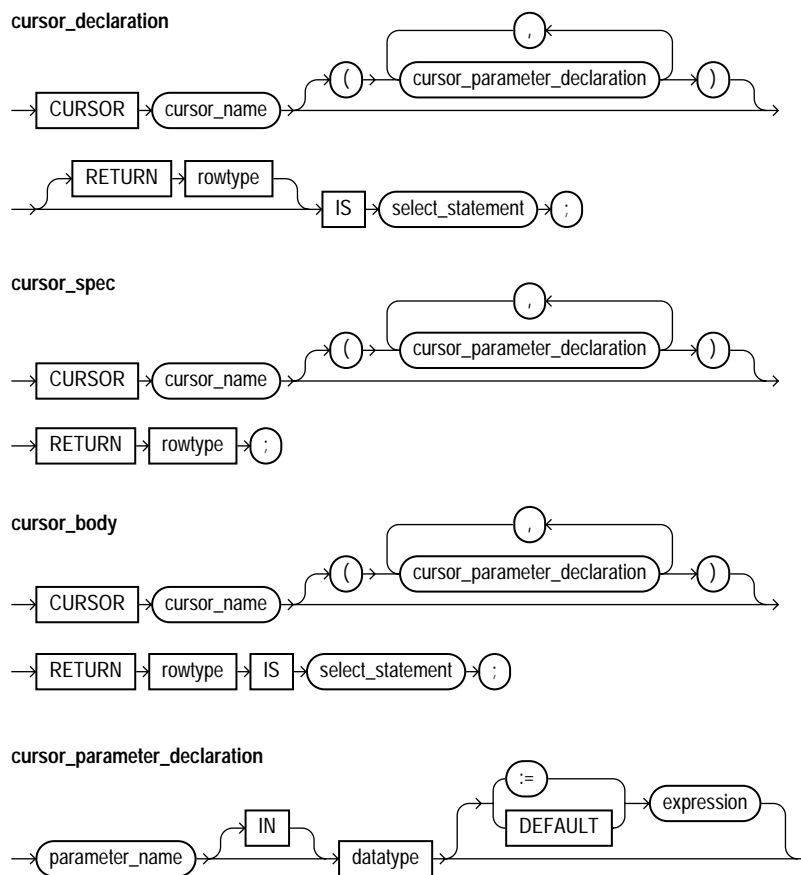 cursor_declaration
,
( cursor_parameter_declaration )
CURSOR cursor_name
RETURN rowtype
IS select_statement ;
cursor_spec
,
( cursor_parameter_declaration )
CURSOR cursor_name
RETURN rowtype ;
cursor_body
,
( cursor_parameter_declaration )
CURSOR cursor_name
RETURN rowtype IS select_statement ;
cursor_parameter_declaration
:=
expression
IN DEFAULT
parameter_name datatype